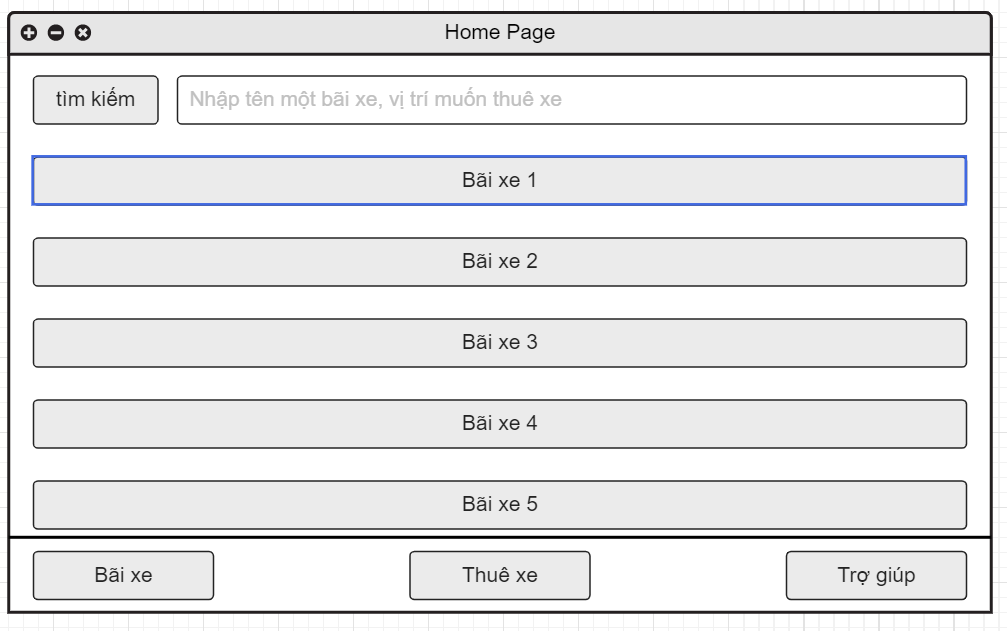 Home Page
tìm kiếm
Nhập tên một bãi xe, vị trí muốn thuê xe
Bãi xe 1
Bãi xe 2
Bãi xe 3
Bãi xe 4
Bãi xe 5
Bãi xe
Thuê xe
Trợ giúp